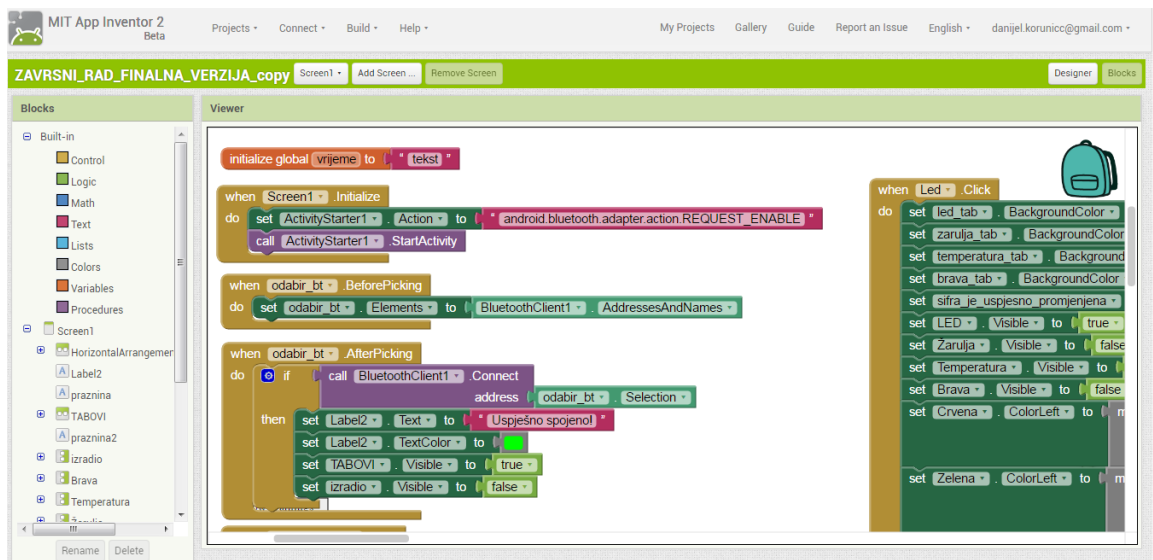 MIT App Inventor 2
Beta
Projects Connect Build Help My Projects Gallery Guide Report an Issue English danijel.korunicc@gmail.com
ZAVRSNI_RAD_FINALNA_VERZIJA_copy Screen1 Add Screen ... Remove Screen Designer Blocks
Blocks
Built-in
Control
Logic
Math
Text
Lists
Colors
Variables
Procedures
Screen1
HorizontalArrangemer
Label2
praznina
TABOVI
praznina2
izradio
Brava
Temperatura
Rename Delete
Viewer
initialize global vrijeme to " tekst "
when Screen1 .Initialize
do set ActivityStarter1 . Action to " android.bluetooth.adapter.action.REQUEST_ENABLE "
call ActivityStarter1 .StartActivity
when odabir_bt .BeforePicking
do set odabir_bt . Elements to BluetoothClient1 . AddressesAndNames
when odabir_bt .AfterPicking
do if call BluetoothClient1 .Connect
address odabir_bt . Selection
then set Label2 . Text to " Uspješno spojeno! "
set Label2 . TextColor to
set TABOVI . Visible to true
set izradio . Visible to false
when Led .Click
do set led_tab . BackgroundColor
set zarulja_tab . BackgroundColor
set temperatura_tab . Background
set brava_tab . BackgroundColor
set sifra_je_uspjesno_promjenjena
set LED . Visible to true
set Žarulja . Visible to false
set Temperatura . Visible to
set Brava . Visible to false
set Crvena . ColorLeft to m
set Zelena . ColorLeft to m